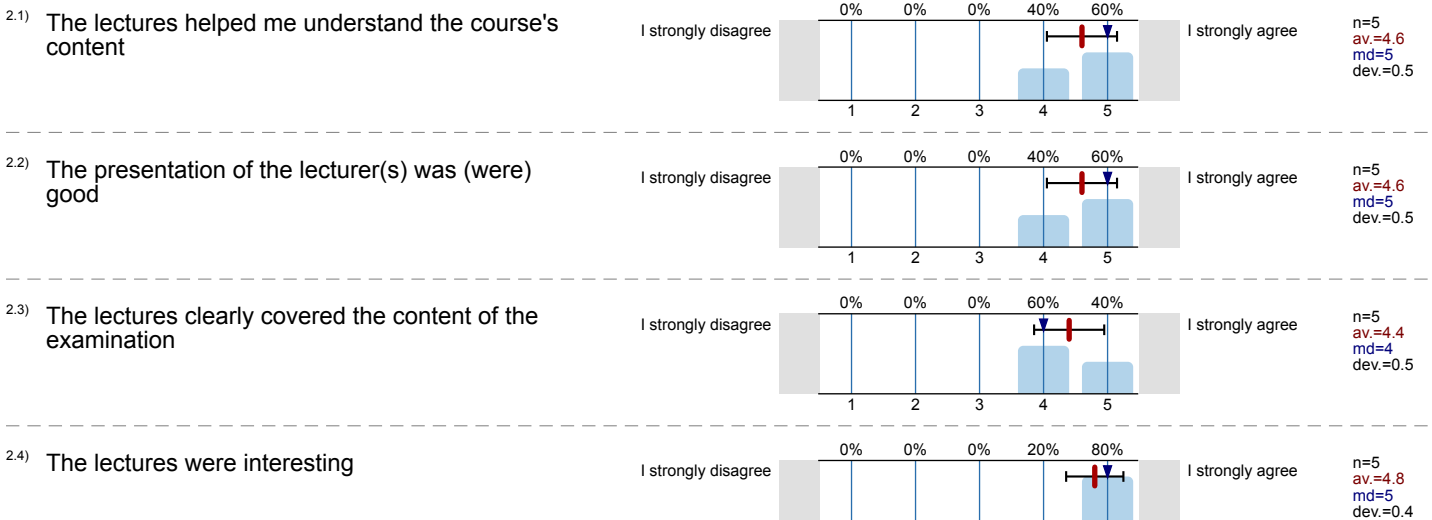 2.1) The lectures helped me understand the course's
content
I strongly disagree
0% 0% 0% 40% 60%
1 2 3 4 5
I strongly agree
n=5
av.=4.6
md=5
dev.=0.5
2.2) The presentation of the lecturer(s) was (were)
good
I strongly disagree
0% 0% 0% 40% 60%
1 2 3 4 5
I strongly agree
n=5
av.=4.6
md=5
dev.=0.5
2.3) The lectures clearly covered the content of the
examination
I strongly disagree
0% 0% 0% 60% 40%
1 2 3 4 5
I strongly agree
n=5
av.=4.4
md=4
dev.=0.5
2.4) The lectures were interesting
I strongly disagree
0% 0% 0% 20% 80%
I strongly agree
n=5
av.=4.8
md=5
dev.=0.4